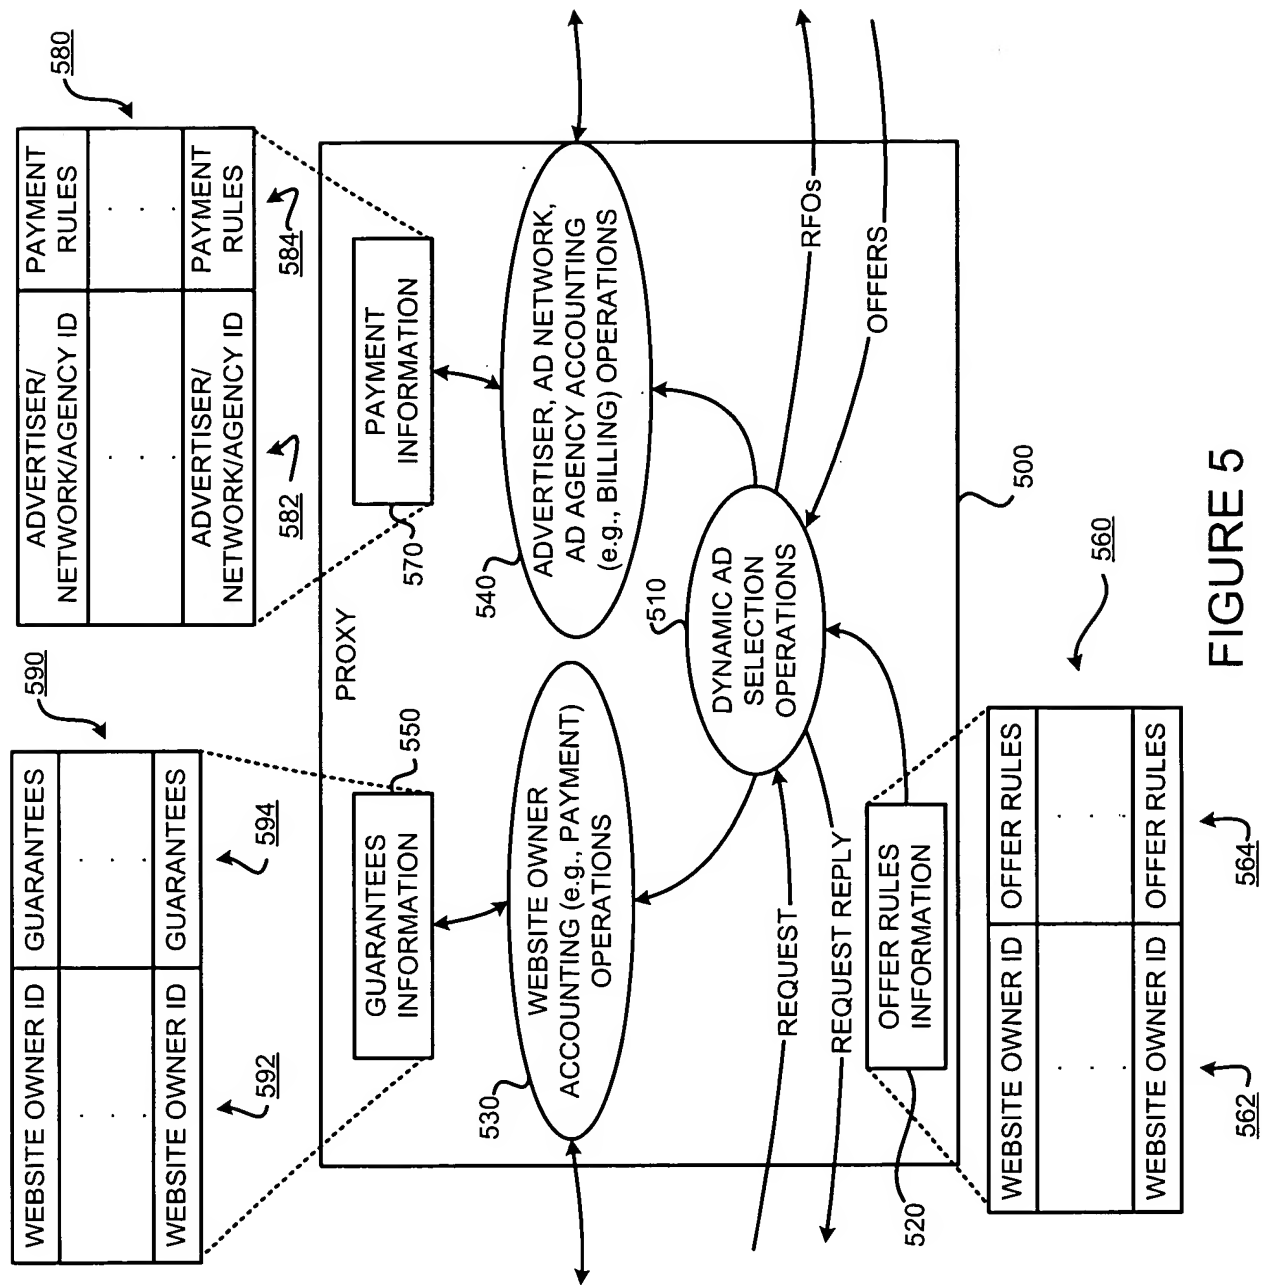 590
WEBSITE OWNER ID
GUARANTEES
.
.
.
.
.
.
WEBSITE OWNER ID
GUARANTEES
592
594
580
ADVERTISER/
NETWORK/AGENCY ID
PAYMENT
RULES
.
.
.
.
.
.
ADVERTISER/
NETWORK/AGENCY ID
PAYMENT
RULES
582
584
PROXY
GUARANTEES
INFORMATION
550
570
PAYMENT
INFORMATION
530
WEBSITE OWNER
ACCOUNTING (e.g., PAYMENT)
OPERATIONS
540
ADVERTISER, AD NETWORK,
AD AGENCY ACCOUNTING
(e.g., BILLING) OPERATIONS
510
DYNAMIC AD
SELECTION
OPERATIONS
REQUEST
REQUEST REPLY
RFOs
OFFERS
OFFER RULES
INFORMATION
520
500
560
WEBSITE OWNER ID
OFFER RULES
.
.
.
.
.
.
WEBSITE OWNER ID
OFFER RULES
562
564
FIGURE 5